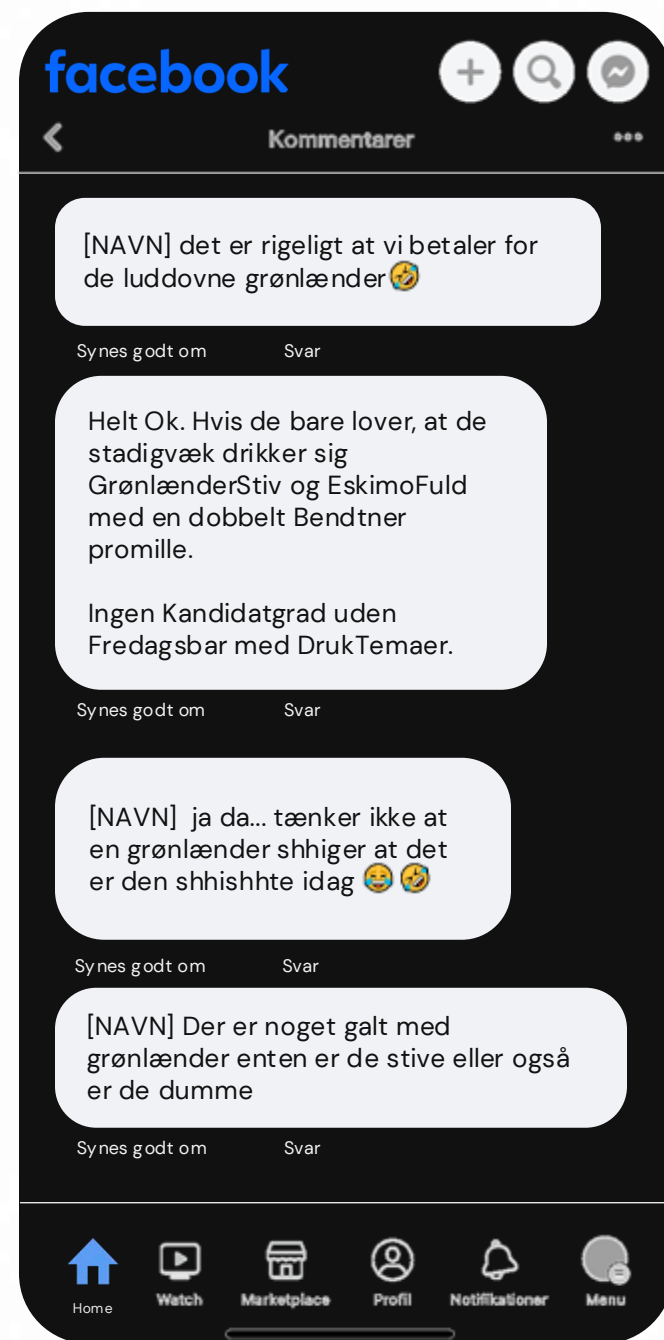 facebook
Kommentarer
[NAVN] det er rigeligt at vi betaler for
de luddovne grønlænder🤣
Synes godt om Svar
Helt Ok. Hvis de bare lover, at de
stadigvæk drikker sig
GrønlænderStiv og EskimoFuld
med en dobbelt Bendtner
promille.
Ingen Kandidatgrad uden
Fredagsbar med DrukTemaer.
Synes godt om Svar
[NAVN] ja da... tænker ikke at
en grønlænder shhiger at det
er den shhishhte idag 😂 🤣
Synes godt om Svar
[NAVN] Der er noget galt med
grønlænder enten er de stive eller også
er de dumme
Synes godt om Svar
Home Watch Marketplace Profil Notifikationer Menu